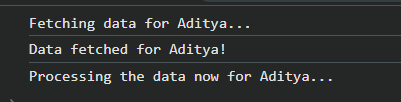 Fetching data for Aditya...
Data fetched for Aditya!
Processing the data now for Aditya...